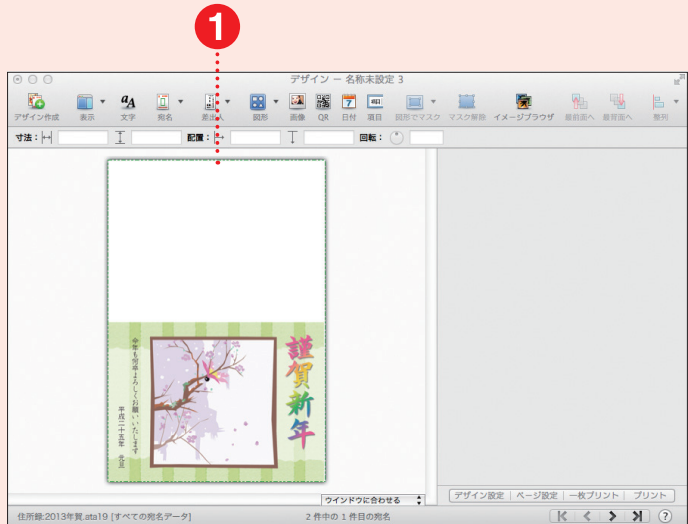 1
デザイン － 名称未設定 3
デザイン作成 表示 文字 宛名 差出人 図形 画像 QR 日付 項目 図形でマスク マスク解除 イメージブラウザ 最前面へ 最背面へ 整列
寸法： 配置： 回転：
謹賀新年
今年も何卒よろしくお願いいたします
平成二十五年 元旦
ウインドウに合わせる
デザイン設定 ページ設定 一枚プリント プリント
住所録:2013年賀.sta19 [すべての宛名データ] 2 件中の 1 件目の宛名 ?